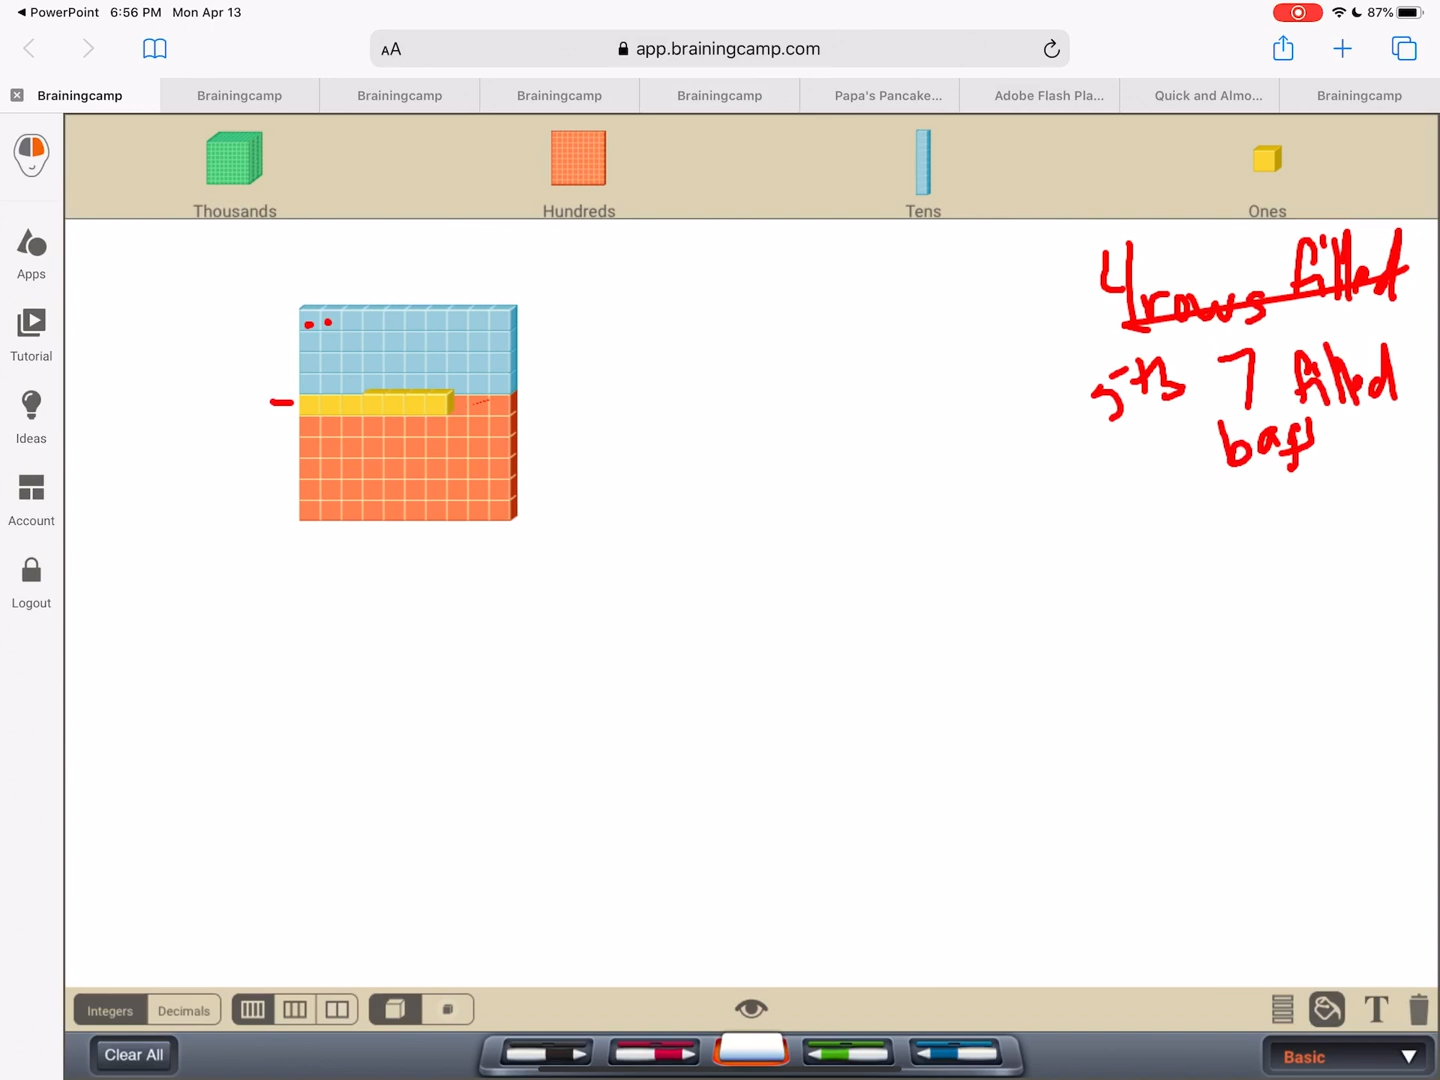 ◀ PowerPoint 6:56 PM Mon Apr 13 87%
AA app.brainingcamp.com
Brainingcamp Brainingcamp Brainingcamp Brainingcamp Brainingcamp Papa's Pancake... Adobe Flash Pla... Quick and Almo... Brainingcamp
Thousands Hundreds Tens Ones
Apps
Tutorial
Ideas
Account
Logout
4 rows filled
5th 7 filled
Integers Decimals T
Clear All Basic